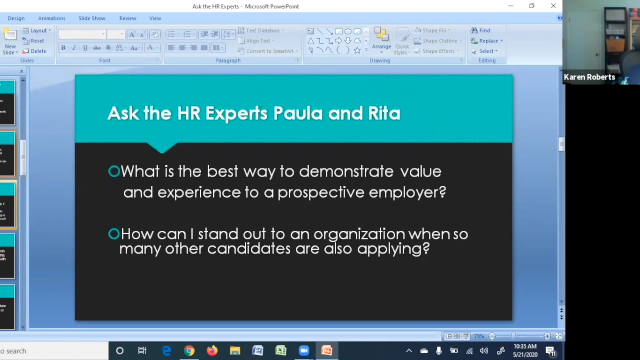 Ask the HR Experts - Microsoft PowerPoint
Animations Slide Show Review View
Layout
Reset
New
Slide
Delete
Slides
Font
Paragraph
Text Direction
Align Text
Convert to SmartArt
Arrange
Quick
Styles
Shape Fill
Shape Outline
Shape Effects
Drawing
Find
Replace
Select
Editing
Karen Roberts
Ask the HR Experts Paula and Rita
What is the best way to demonstrate value
and experience to a prospective employer?
How can I stand out to an organization when so
many other candidates are also applying?
73%
to search
10:35 AM
5/21/2020